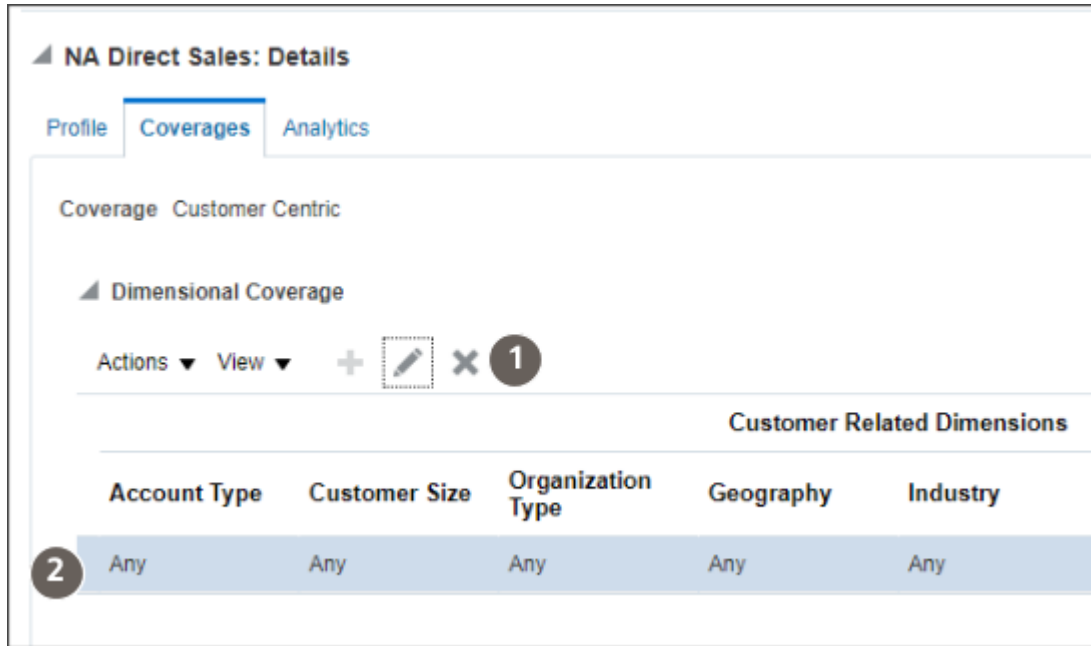 NA Direct Sales: Details
Profile Coverages Analytics
Coverage Customer Centric
Dimensional Coverage
Actions View 1
Customer Related Dimensions
Account Type Customer Size Organization Type Geography Industry
2 Any Any Any Any Any